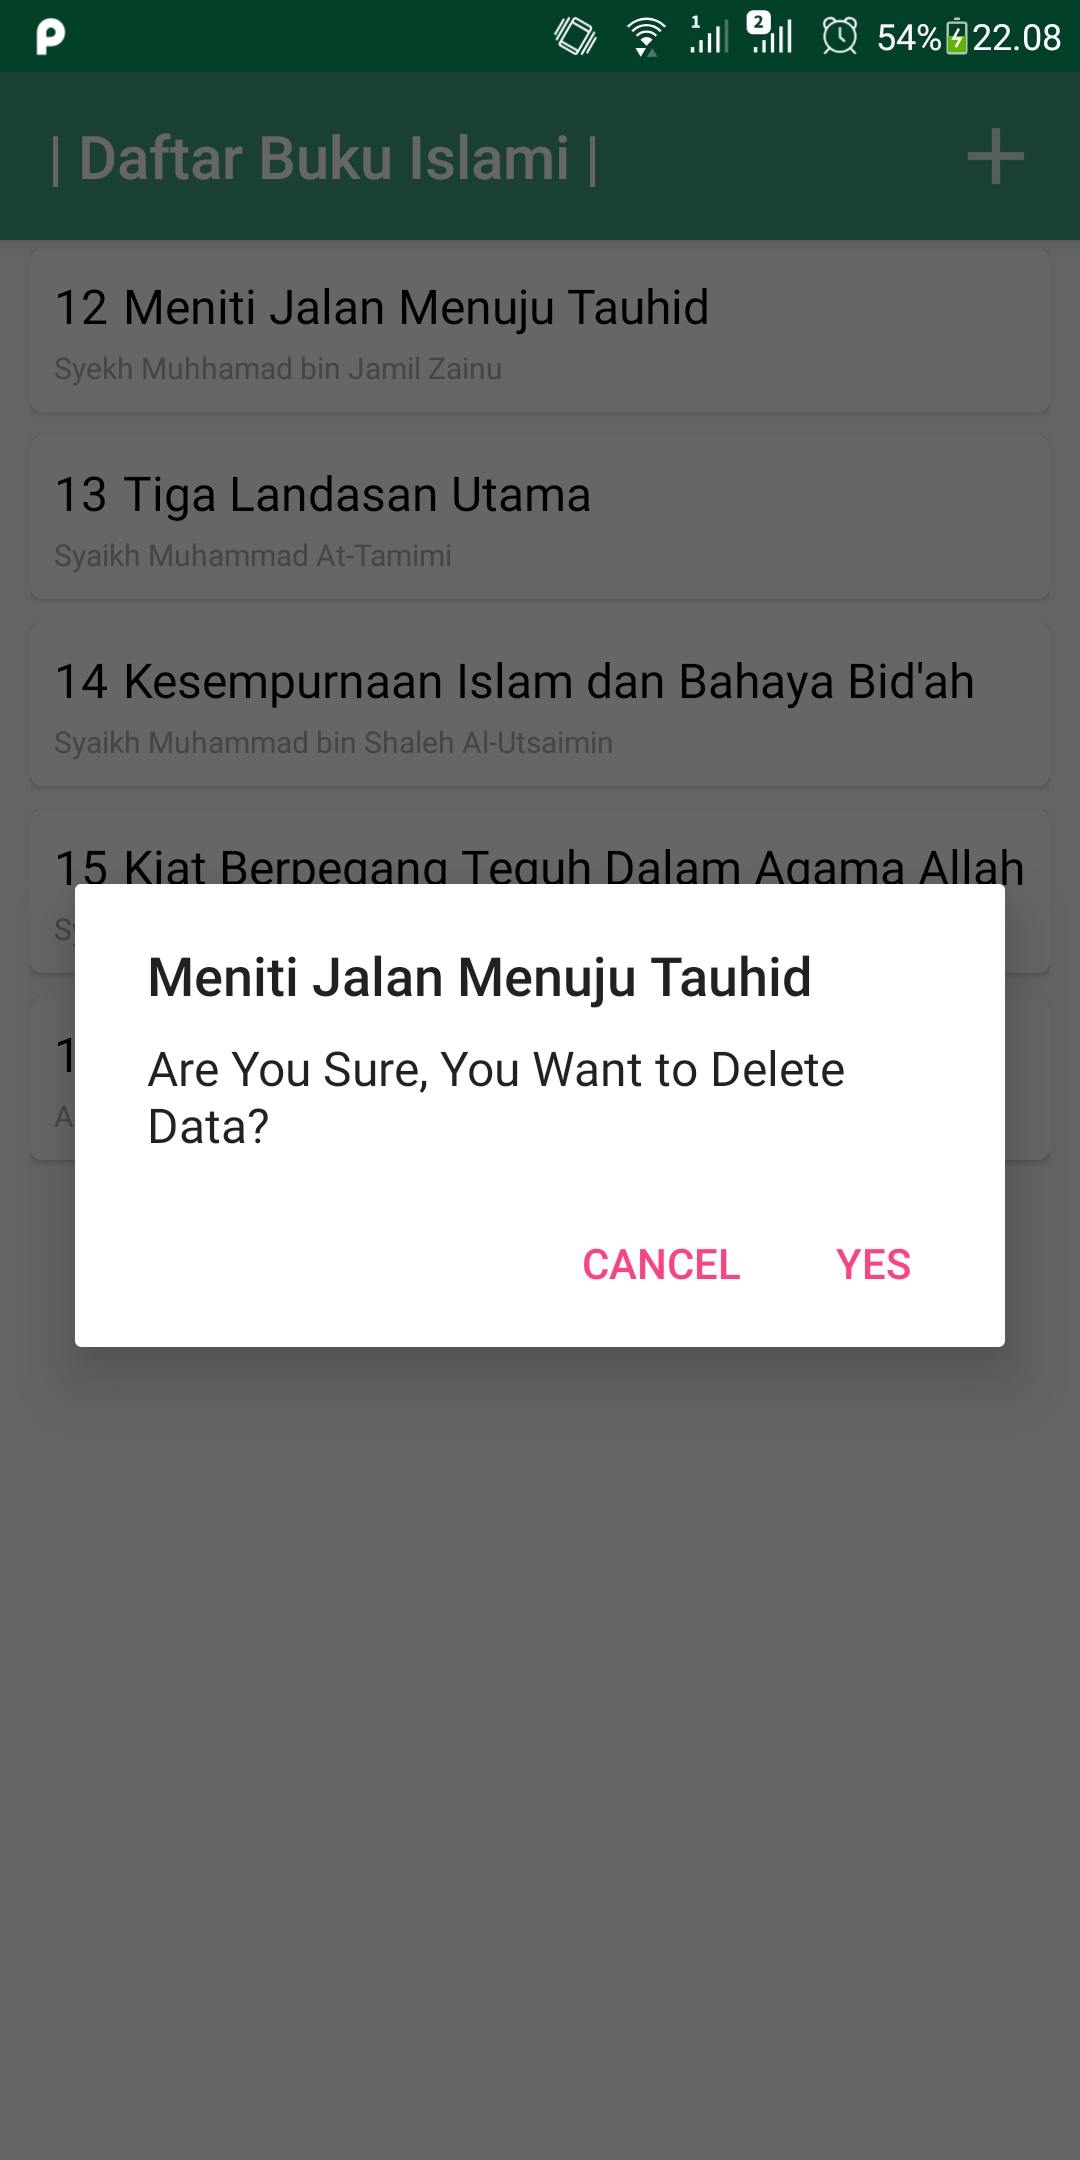 1 2 54% 22.08
| Daftar Buku Islami | +
12 Meniti Jalan Menuju Tauhid
Syekh Muhhamad bin Jamil Zainu
13 Tiga Landasan Utama
Syaikh Muhammad At-Tamimi
14 Kesempurnaan Islam dan Bahaya Bid'ah
Syaikh Muhammad bin Shaleh Al-Utsaimin
15 Kiat Berpegang Teguh Dalam Agama Allah
Meniti Jalan Menuju Tauhid
Are You Sure, You Want to Delete
Data?
CANCEL YES